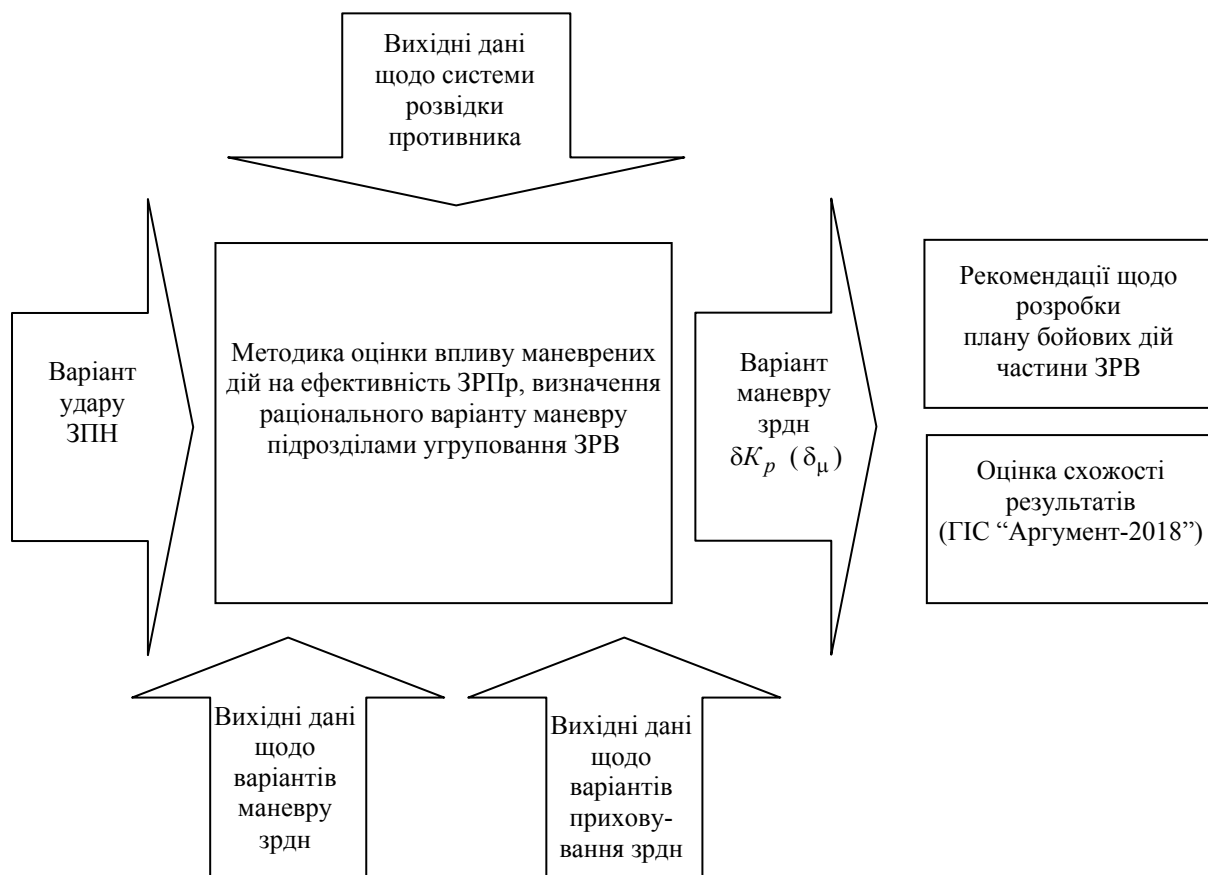 Вихідні дані
щодо системи
розвідки
противника
Варіант
удару
ЗПН
Методика оцінки впливу маневрених
дій на ефективність ЗРПр, визначення
раціонального варіанту маневру
підрозділами угруповання ЗРВ
Варіант
маневру
зрдн
δK_p (δ_μ)
Рекомендації щодо
розробки
плану бойових дій
частини ЗРВ
Оцінка схожості
результатів
(ГІС “Аргумент-2018”)
Вихідні дані
щодо
варіантів
маневру
зрдн
Вихідні дані
щодо
варіантів
прихову-
вання зрдн